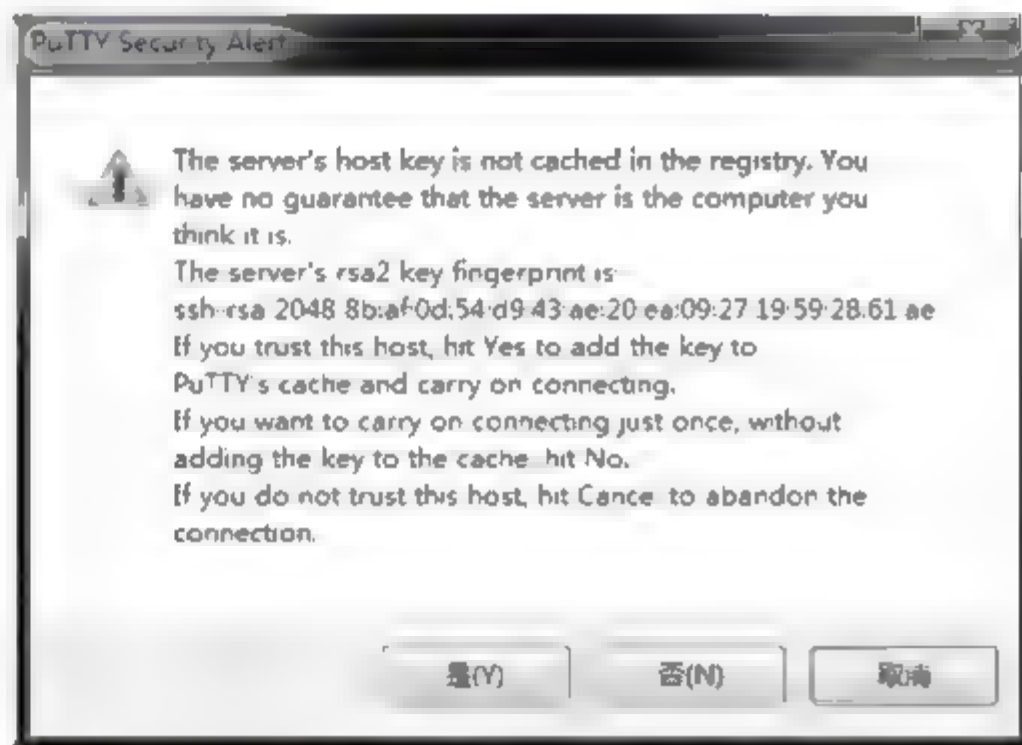 PuTTY Security Alert
The server's host key is not cached in the registry. You
have no guarantee that the server is the computer you
think it is.
The server's rsa2 key fingerprint is:
ssh-rsa 2048 8b:af:0d:54:d9:43:ae:20:ea:09:27:19:59:28:61:ae
If you trust this host, hit Yes to add the key to
PuTTY's cache and carry on connecting.
If you want to carry on connecting just once, without
adding the key to the cache, hit No.
If you do not trust this host, hit Cancel to abandon the
connection.
是(Y)
否(N)
取消